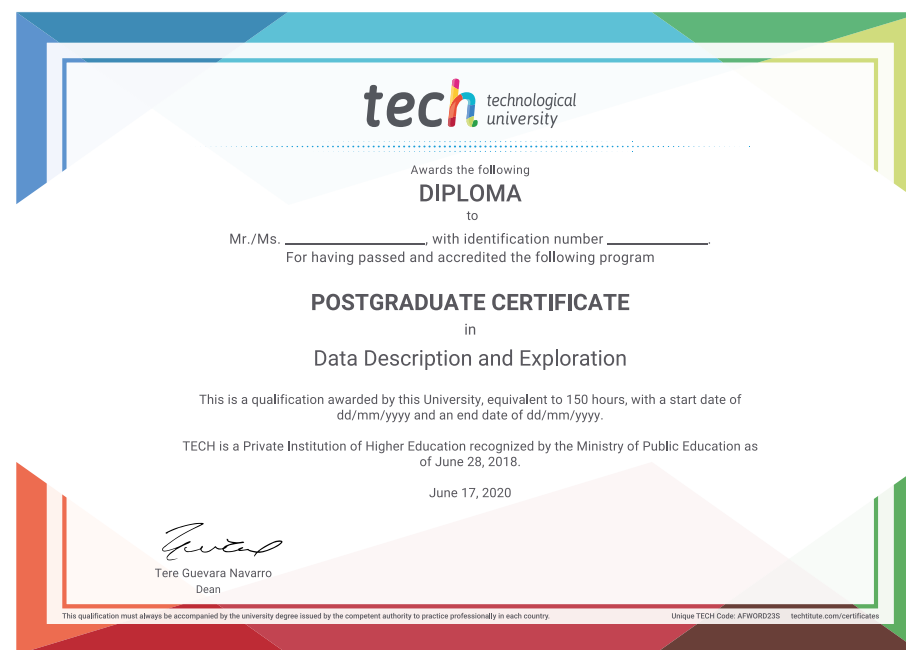 tech technological
university
Awards the following
DIPLOMA
to
Mr./Ms. ____________________, with identification number ______________.
For having passed and accredited the following program
POSTGRADUATE CERTIFICATE
in
Data Description and Exploration
This is a qualification awarded by this University, equivalent to 150 hours, with a start date of
dd/mm/yyyy and an end date of dd/mm/yyyy.
TECH is a Private Institution of Higher Education recognized by the Ministry of Public Education as
of June 28, 2018.
June 17, 2020
Tere Guevara Navarro
Dean
This qualification must always be accompanied by the university degree issued by the competent authority to practice professionally in each country. Unique TECH Code: AFWORD23S techtitute.com/certificates